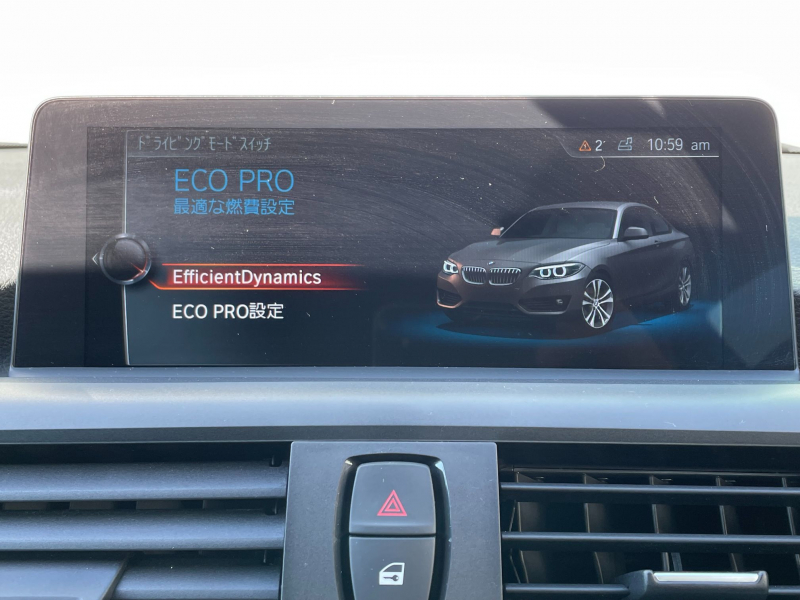 ドライビングモードスイッチ
2
10:59 am
ECO PRO
最適な燃費設定
EfficientDynamics
ECO PRO設定